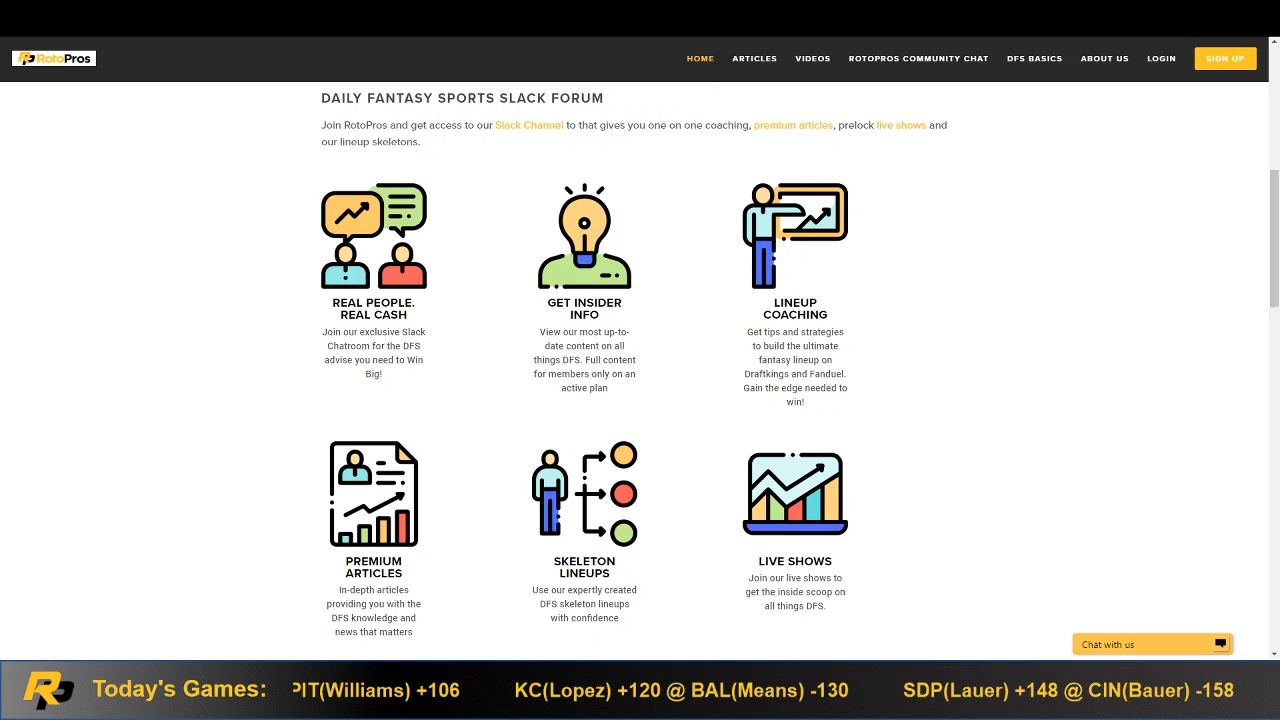 RotoPros
HOME ARTICLES VIDEOS ROTOPROS COMMUNITY CHAT DFS BASICS ABOUT US LOGIN SIGN UP
DAILY FANTASY SPORTS SLACK FORUM
Join RotoPros and get access to our Slack Channel to that gives you one on one coaching, premium articles, prelock live shows and
our lineup skeletons.
REAL PEOPLE.
REAL CASH
Join our exclusive Slack
Chatroom for the DFS
advise you need to Win
Big!
GET INSIDER
INFO
View our most up-to-
date content on all
things DFS. Full content
for members only on an
active plan
LINEUP
COACHING
Get tips and strategies
to build the ultimate
fantasy lineup on
Draftkings and Fanduel.
Gain the edge needed to
win!
PREMIUM
ARTICLES
In-depth articles
providing you with the
DFS knowledge and
news that matters
SKELETON
LINEUPS
Use our expertly created
DFS skeleton lineups
with confidence
LIVE SHOWS
Join our live shows to
get the inside scoop on
all things DFS.
Chat with us
Today's Games: PIT(Williams) +106 KC(Lopez) +120 @ BAL(Means) -130 SDP(Lauer) +148 @ CIN(Bauer) -158